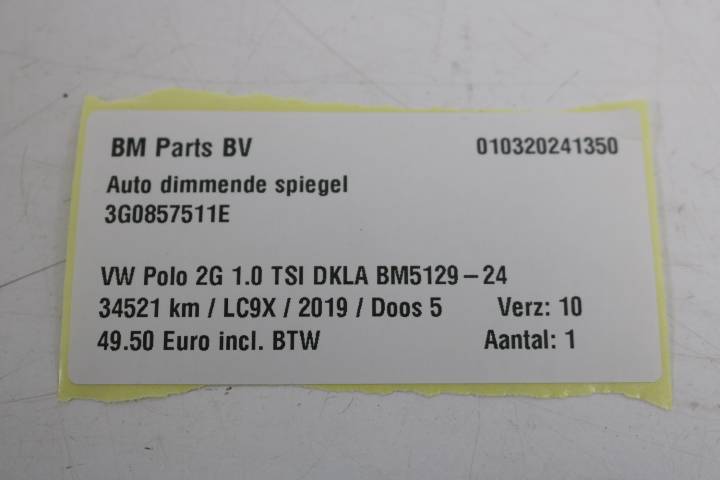 BM Parts BV 010320241350
Auto dimmende spiegel
3G0857511E
VW Polo 2G 1.0 TSI DKLA BM5129-24
34521 km / LC9X / 2019 / Doos 5 Verz: 10
49.50 Euro incl. BTW Aantal: 1